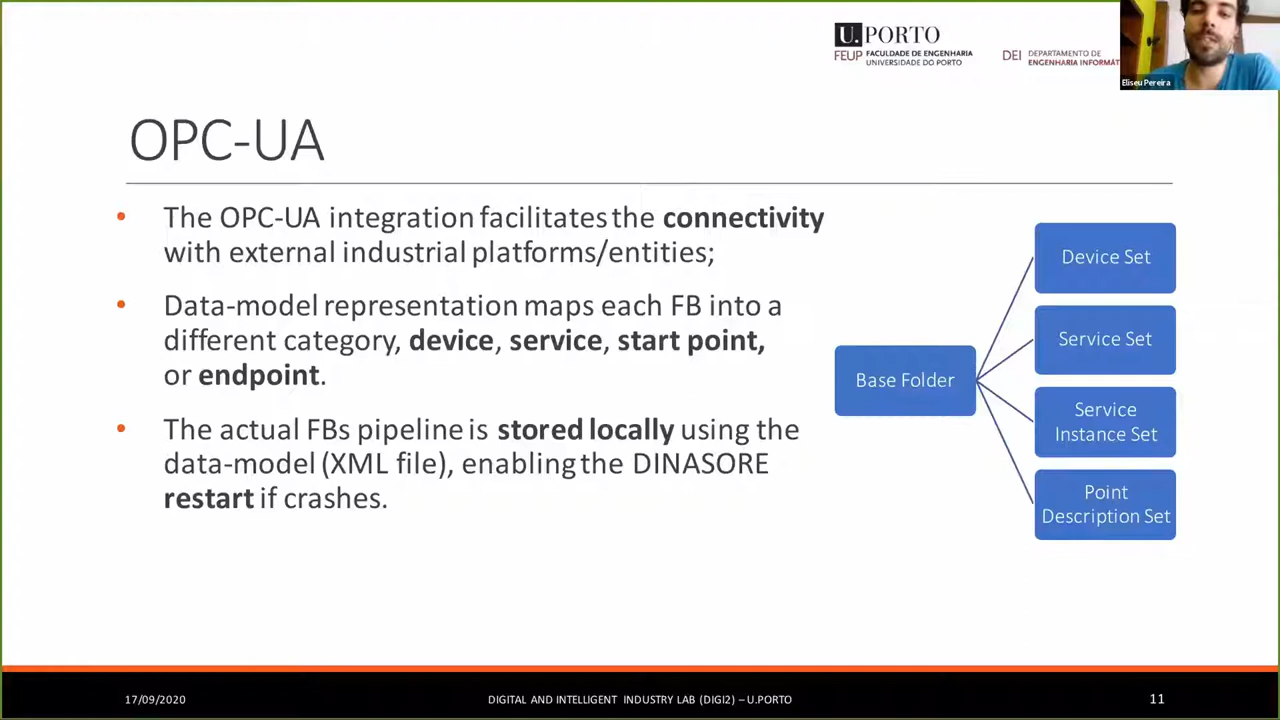 U.PORTO
FEUP FACULDADE DE ENGENHARIA
UNIVERSIDADE DO PORTO
DEI DEPARTAMENTO DE
ENGENHARIA INFORMÁT
Eliseu Pereira
OPC-UA
• The OPC-UA integration facilitates the connectivity
with external industrial platforms/entities;
• Data-model representation maps each FB into a
different category, device, service, start point,
or endpoint.
• The actual FBs pipeline is stored locally using the
data-model (XML file), enabling the DINASORE
restart if crashes.
Base Folder
Device Set
Service Set
Service
Instance Set
Point
Description Set
17/09/2020
DIGITAL AND INTELLIGENT INDUSTRY LAB (DIGI2) – U.PORTO
11